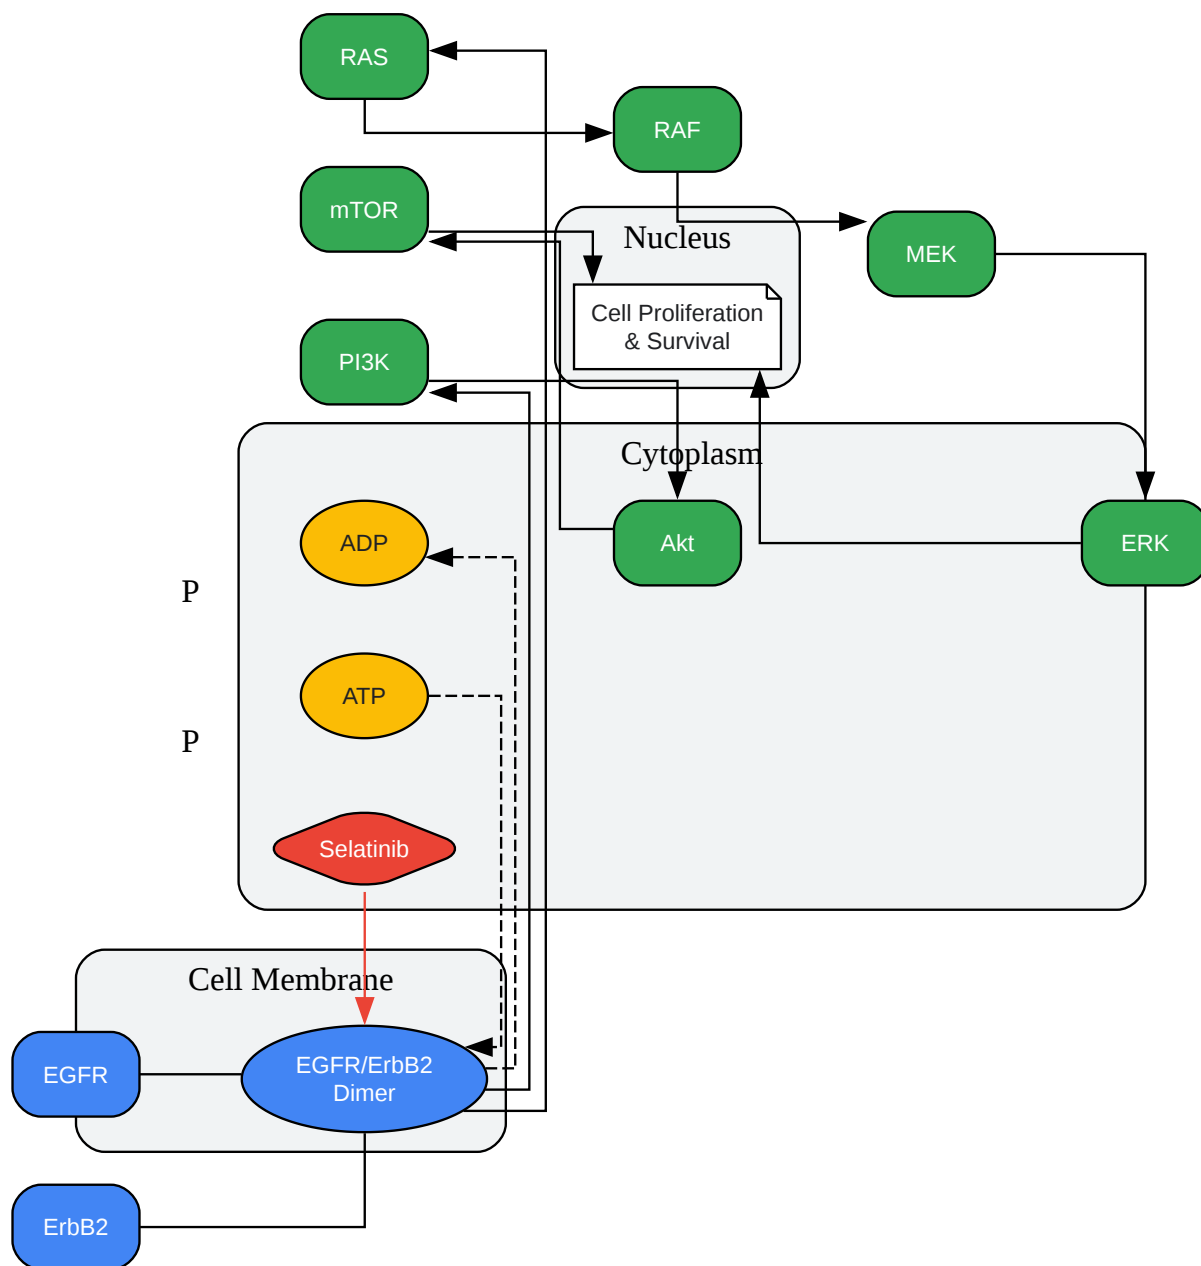 RAS
RAF
mTOR
Nucleus
MEK
Cell Proliferation
& Survival
PI3K
Cytoplasm
ADP
Akt
ERK
P
ATP
P
Selatinib
Cell Membrane
EGFR
EGFR/ErbB2
Dimer
ErbB2